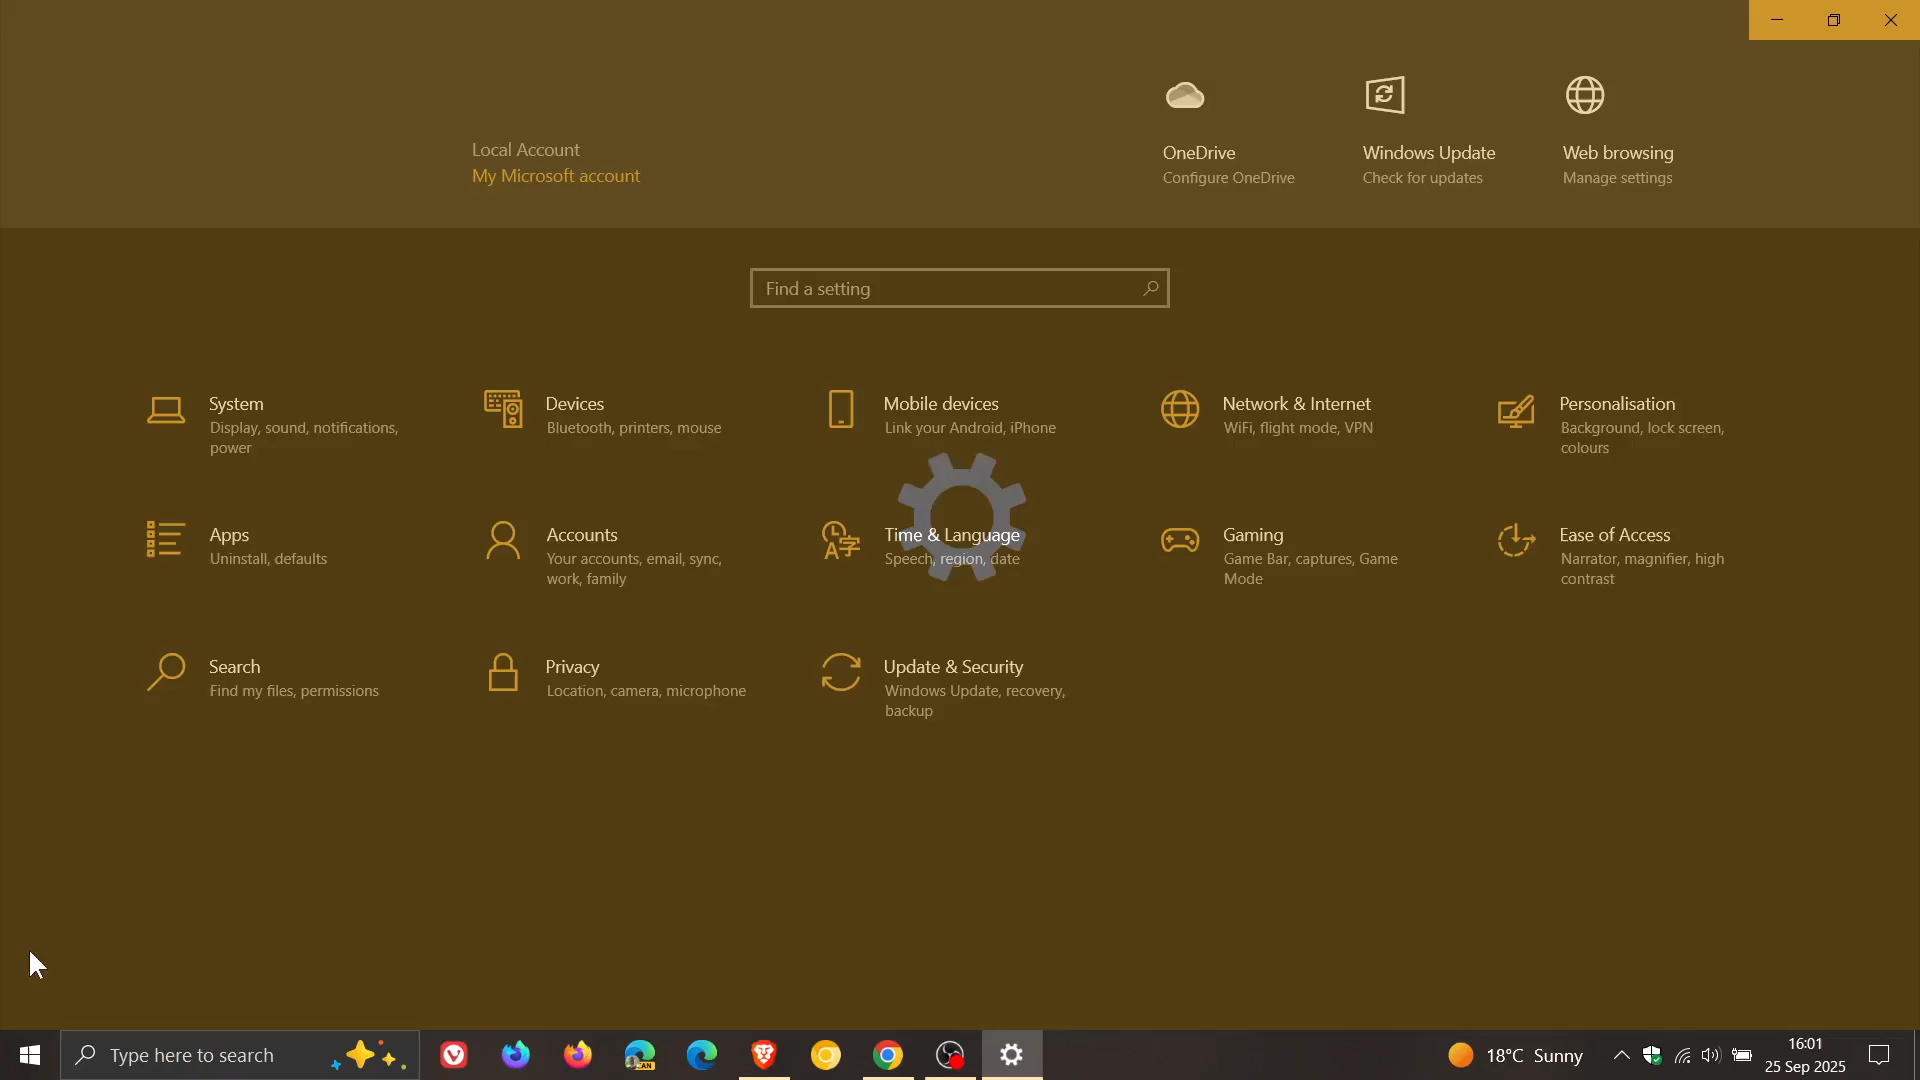 Local Account
My Microsoft account
OneDrive
Configure OneDrive
Windows Update
Check for updates
Web browsing
Manage settings
Find a setting
System
Display, sound, notifications,
power
Devices
Bluetooth, printers, mouse
Mobile devices
Link your Android, iPhone
Network & Internet
WiFi, flight mode, VPN
Personalisation
Background, lock screen,
colours
Apps
Uninstall, defaults
Accounts
Your accounts, email, sync,
work, family
Time & Language
Speech, region, date
Gaming
Game Bar, captures, Game
Mode
Ease of Access
Narrator, magnifier, high
contrast
Search
Find my files, permissions
Privacy
Location, camera, microphone
Update & Security
Windows Update, recovery,
backup
Type here to search
CAN
18°C Sunny
16:01
25 Sep 2025